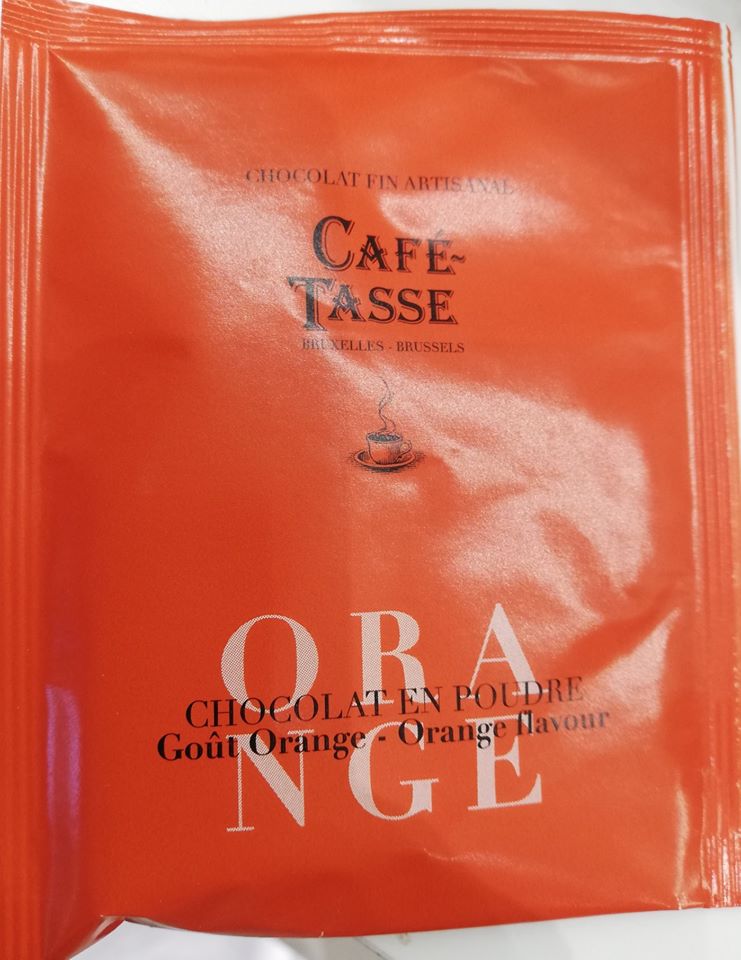 CHOCOLAT FIN ARTISANAL
CAFÉ-
TASSE
BRUXELLES - BRUSSELS
ORA
CHOCOLAT EN POUDRE
Goût Orange - Orange flavour
NGE